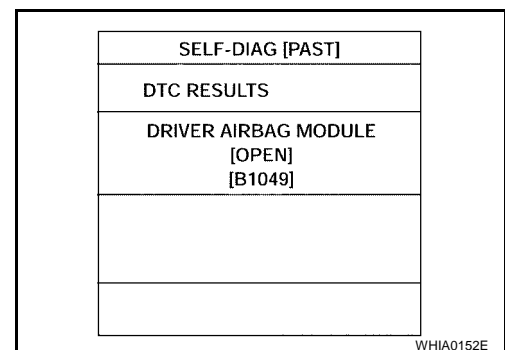 SELF-DIAG [PAST]
DTC RESULTS
DRIVER AIRBAG MODULE
[OPEN]
[B1049]
WHIA0152E